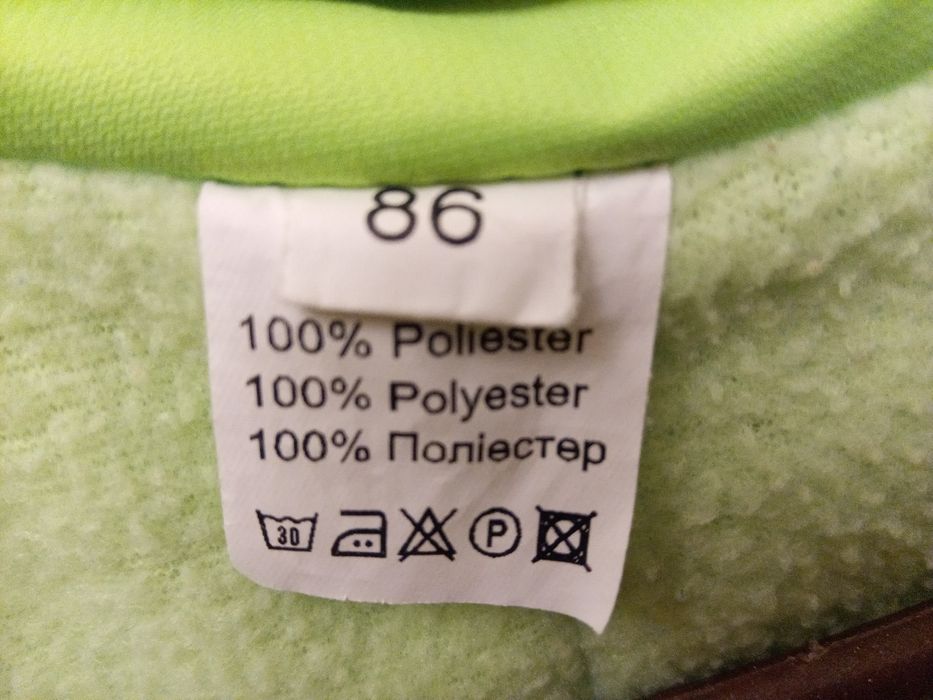 86
100% Poliester
100% Polyester
100% Поліестер
30 P